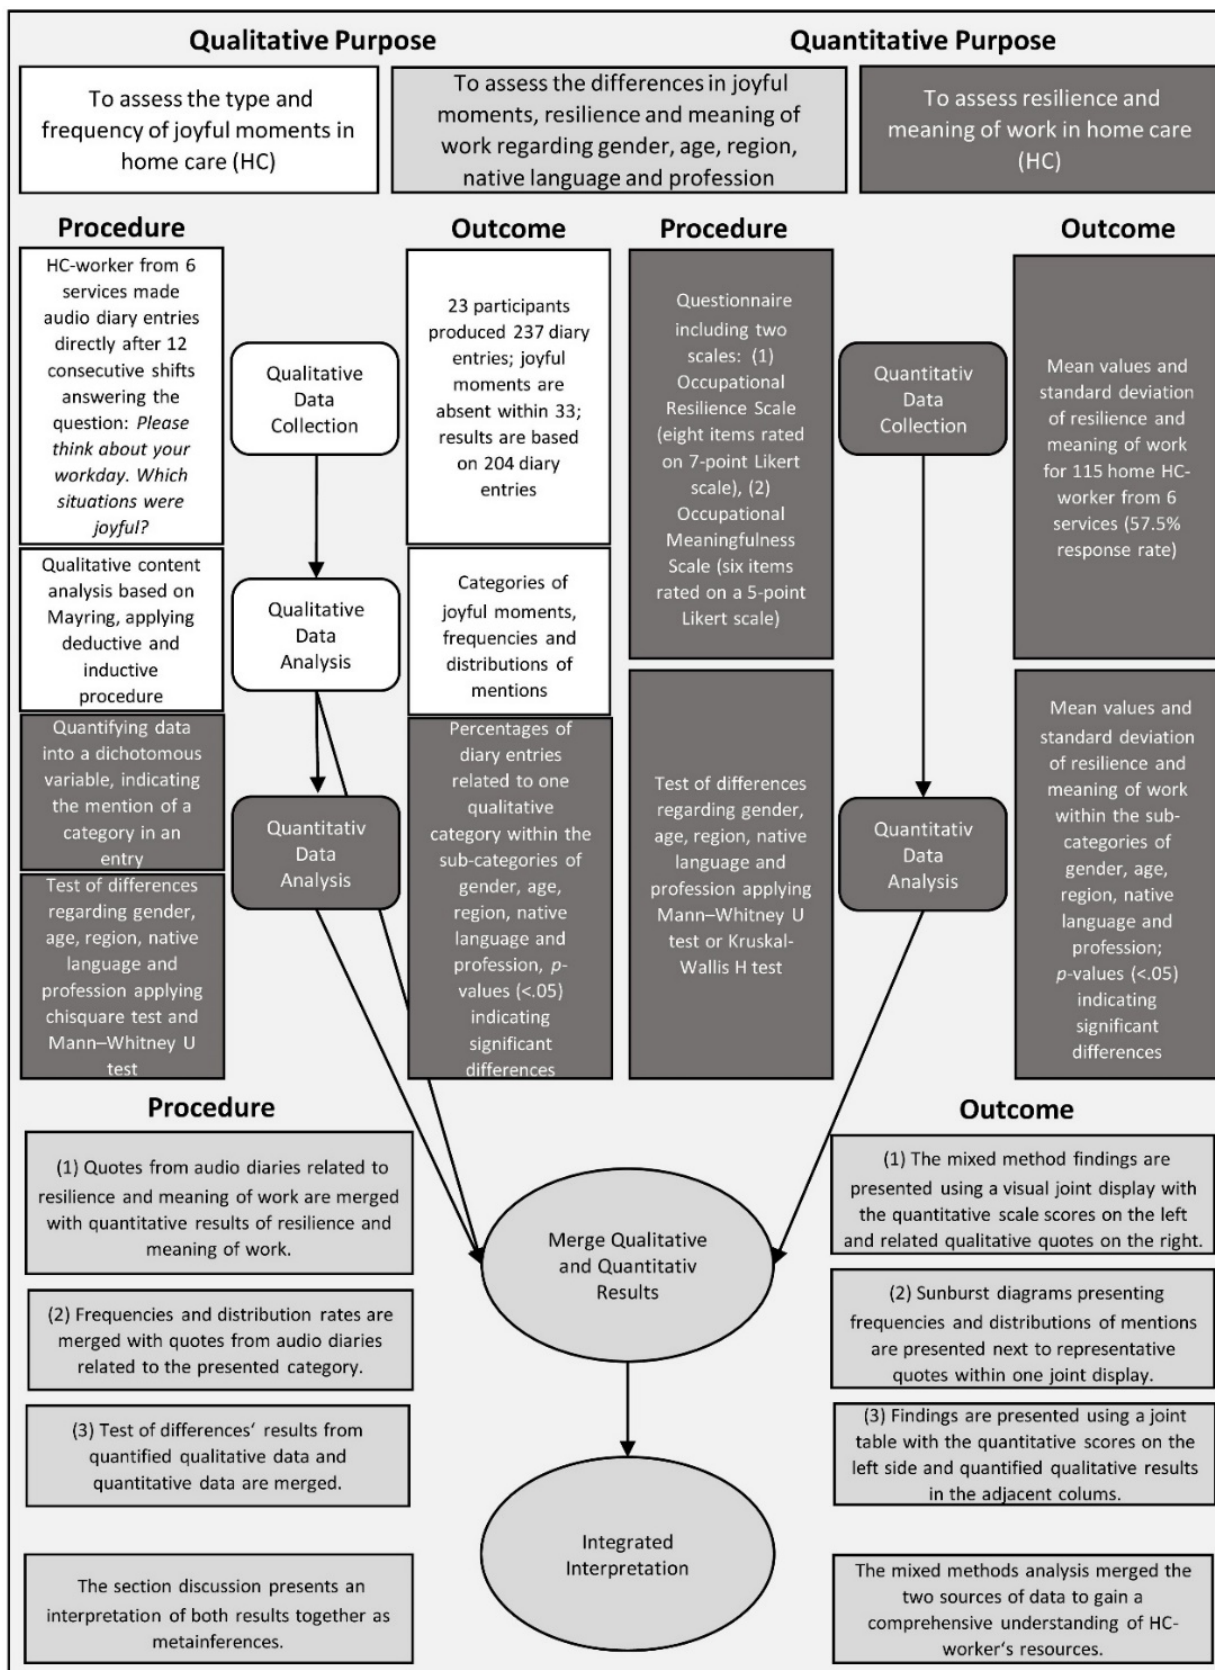 Qualitative Purpose
Quantitative Purpose
To assess the type and
frequency of joyful moments in
home care (HC)
To assess the differences in joyful
moments, resilience and meaning of
work regarding gender, age, region,
native language and profession
To assess resilience and
meaning of work in home care
(HC)
Procedure
HC-worker from 6
services made
audio diary entries
directly after 12
consecutive shifts
answering the
question: Please
think about your
workday. Which
situations were
joyful?
Qualitative content
analysis based on
Mayring, applying
deductive and
inductive
procedure
Quantifying data
into a dichotomous
variable, indicating
the mention of a
category in an
entry
Test of differences
regarding gender,
age, region, native
language and
profession applying
chisquare test and
Mann–Whitney U
test
Qualitative
Data
Collection
Qualitative
Data
Analysis
Quantitativ
Data
Analysis
Outcome
23 participants
produced 237 diary
entries; joyful
moments are
absent within 33;
results are based
on 204 diary
entries
Categories of
joyful moments,
frequencies and
distributions of
mentions
Percentages of
diary entries
related to one
qualitative
category within the
sub-categories of
gender, age,
region, native
language and
profession, p-
values (<.05)
indicating
significant
differences
Procedure
Questionnaire
including two
scales: (1)
Occupational
Resilience Scale
(eight items rated
on 7-point Likert
scale), (2)
Occupational
Meaningfulness
Scale (six items
rated on a 5-point
Likert scale)
Test of differences
regarding gender,
age, region, native
language and
profession applying
Mann–Whitney U
test or Kruskal-
Wallis H test
Quantitativ
Data
Collection
Quantitativ
Data
Analysis
Outcome
Mean values and
standard deviation
of resilience and
meaning of work
for 115 home HC-
worker from 6
services (57.5%
response rate)
Mean values and
standard deviation
of resilience and
meaning of work
within the sub-
categories of
gender, age,
region, native
language and
profession;
p-values (<.05)
indicating
significant
differences
Procedure
(1) Quotes from audio diaries related to
resilience and meaning of work are merged
with quantitative results of resilience and
meaning of work.
(2) Frequencies and distribution rates are
merged with quotes from audio diaries
related to the presented category.
(3) Test of differences‘ results from
quantified qualitative data and
quantitative data are merged.
The section discussion presents an
interpretation of both results together as
metainferences.
Merge Qualitative
and Quantitativ
Results
Integrated
Interpretation
Outcome
(1) The mixed method findings are
presented using a visual joint display with
the quantitative scale scores on the left
and related qualitative quotes on the right.
(2) Sunburst diagrams presenting
frequencies and distributions of mentions
are presented next to representative
quotes within one joint display.
(3) Findings are presented using a joint
table with the quantitative scores on the
left side and quantified qualitative results
in the adjacent colums.
The mixed methods analysis merged the
two sources of data to gain a
comprehensive understanding of HC-
worker‘s resources.